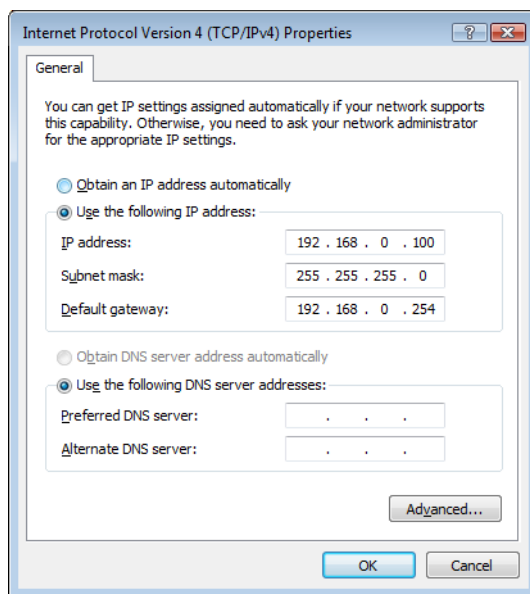 Internet Protocol Version 4 (TCP/IPv4) Properties
General
You can get IP settings assigned automatically if your network supports
this capability. Otherwise, you need to ask your network administrator
for the appropriate IP settings.
Obtain an IP address automatically
Use the following IP address:
IP address: 192 . 168 . 0 . 100
Subnet mask: 255 . 255 . 255 . 0
Default gateway: 192 . 168 . 0 . 254
Obtain DNS server address automatically
Use the following DNS server addresses:
Preferred DNS server: . . .
Alternate DNS server: . . .
Advanced...
OK Cancel